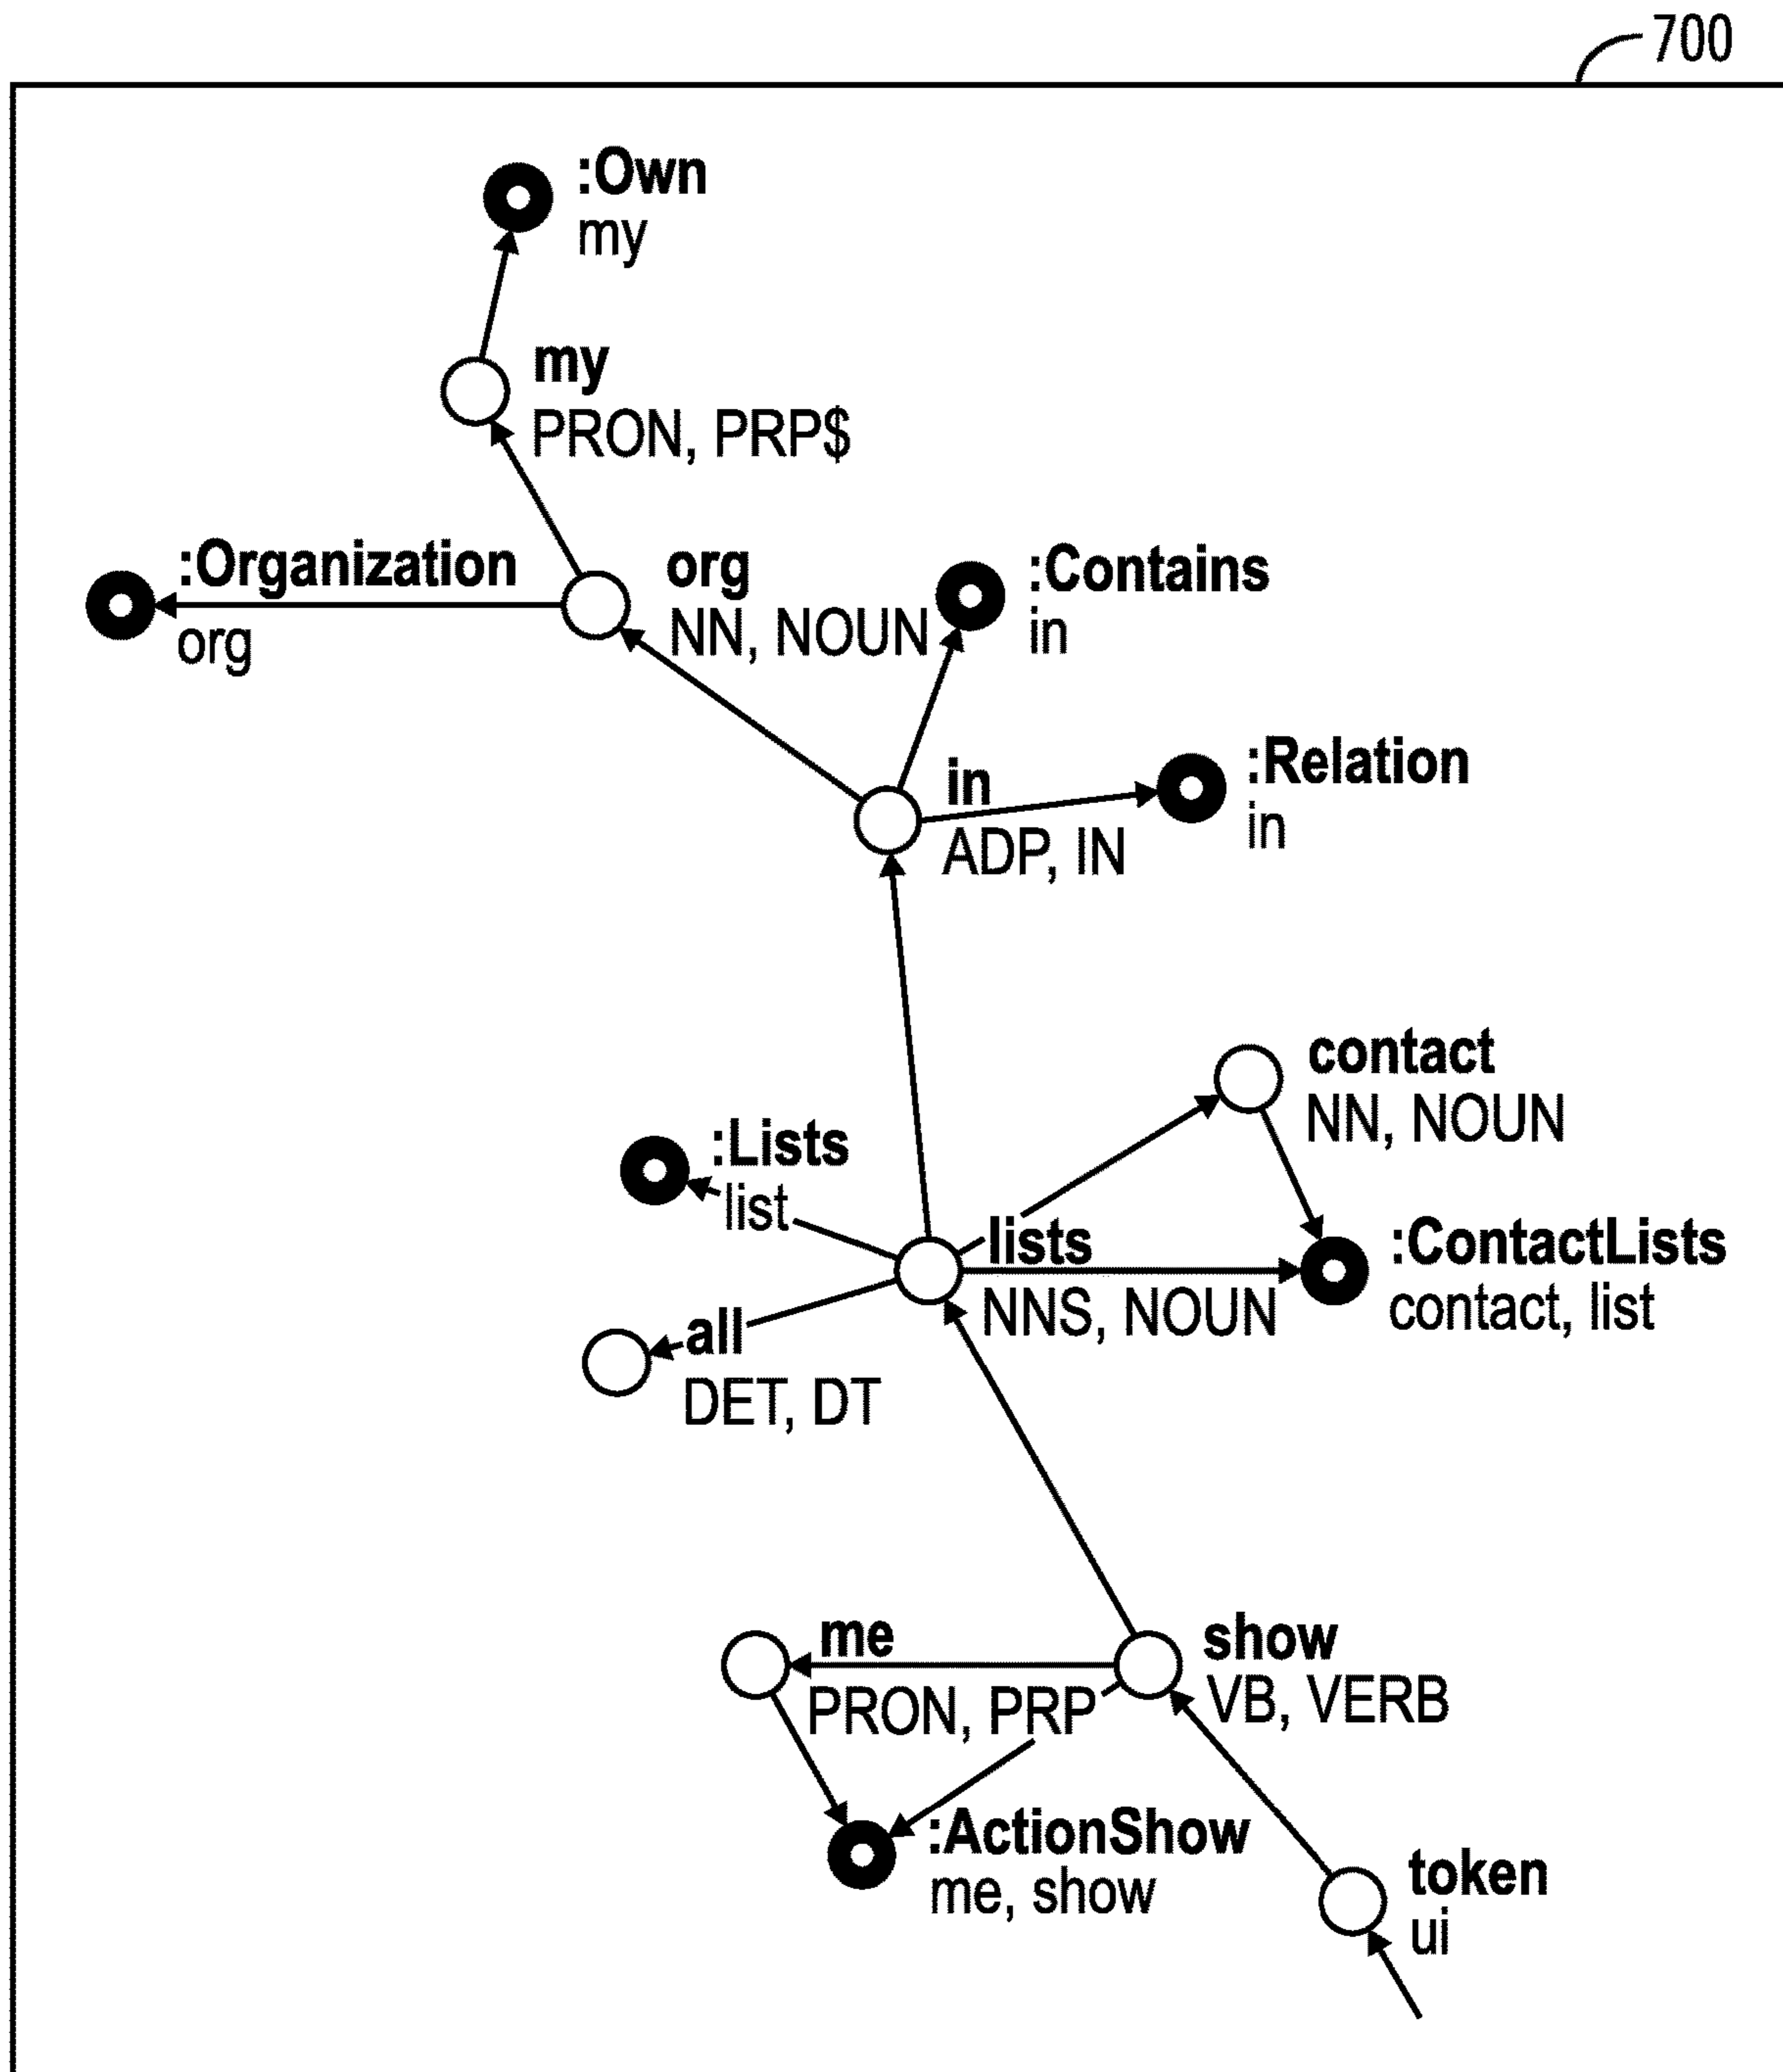 700
:Own
my
my
PRON, PRP$
:Organization
org
org
NN, NOUN
:Contains
in
in
ADP, IN
:Relation
in
contact
NN, NOUN
:Lists
list
lists
NNS, NOUN
:ContactLists
contact, list
all
DET, DT
me
PRON, PRP
show
VB, VERB
:ActionShow
me, show
token
ui